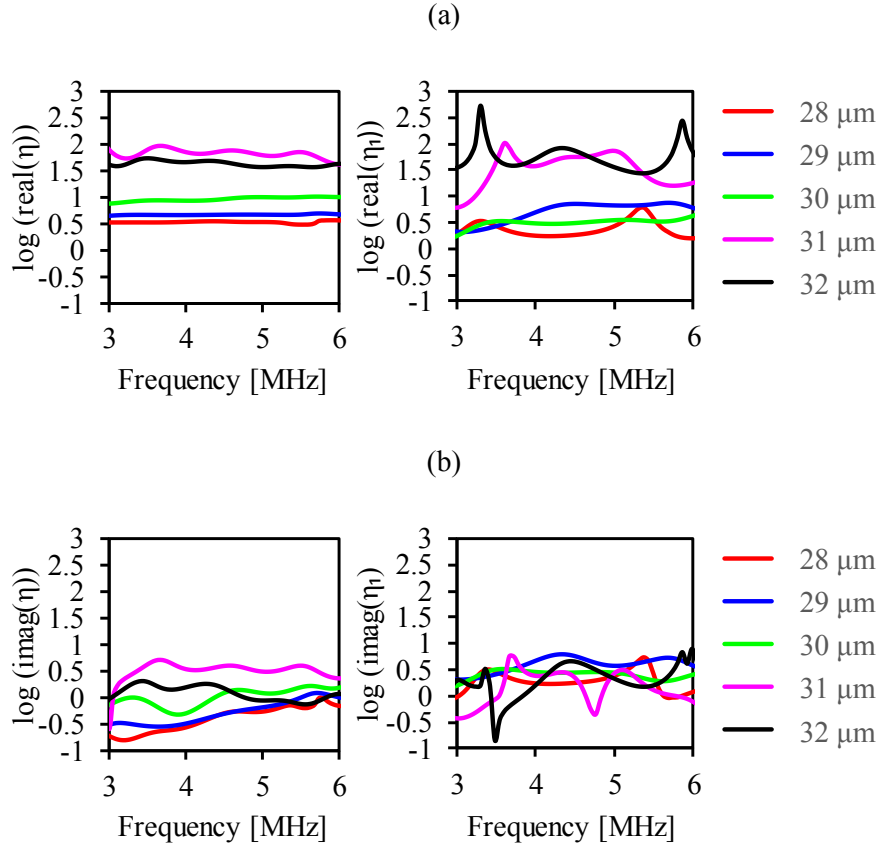 (a)
log (real(η))
3
2.5
2
1.5
1
0.5
0
-0.5
-1
3 4 5 6
Frequency [MHz]
log (real(η₁)
3
2.5
2
1.5
1
0.5
0
-0.5
-1
3 4 5 6
Frequency [MHz]
28 μm
29 μm
30 μm
31 μm
32 μm
(b)
log (imag(η))
3
2.5
2
1.5
1
0.5
0
-0.5
-1
3 4 5 6
Frequency [MHz]
log (imag(η₁)
3
2.5
2
1.5
1
0.5
0
-0.5
-1
3 4 5 6
Frequency [MHz]
28 μm
29 μm
30 μm
31 μm
32 μm